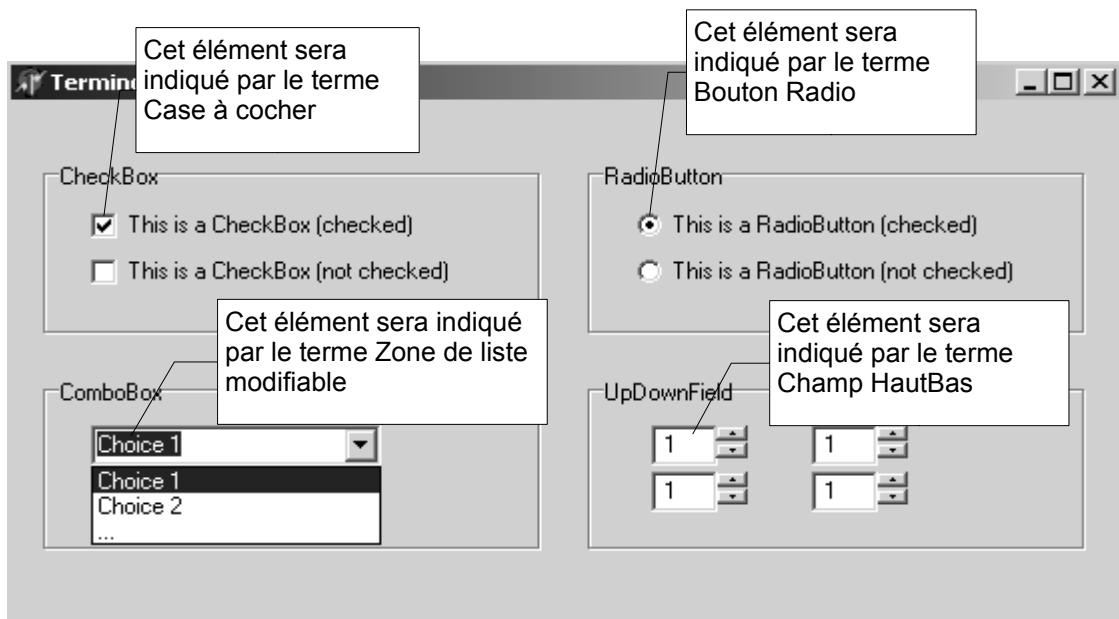 Cet élément sera
indiqué par le terme
Case à cocher
Cet élément sera
indiqué par le terme
Bouton Radio
CheckBox
This is a CheckBox (checked)
This is a CheckBox (not checked)
RadioButton
This is a RadioButton (checked)
This is a RadioButton (not checked)
Cet élément sera indiqué
par le terme Zone de liste
modifiable
Cet élément sera
indiqué par le terme
Champ HautBas
ComboBox
Choice 1
Choice 1
Choice 2
...
UpDownField
1 1
1 1